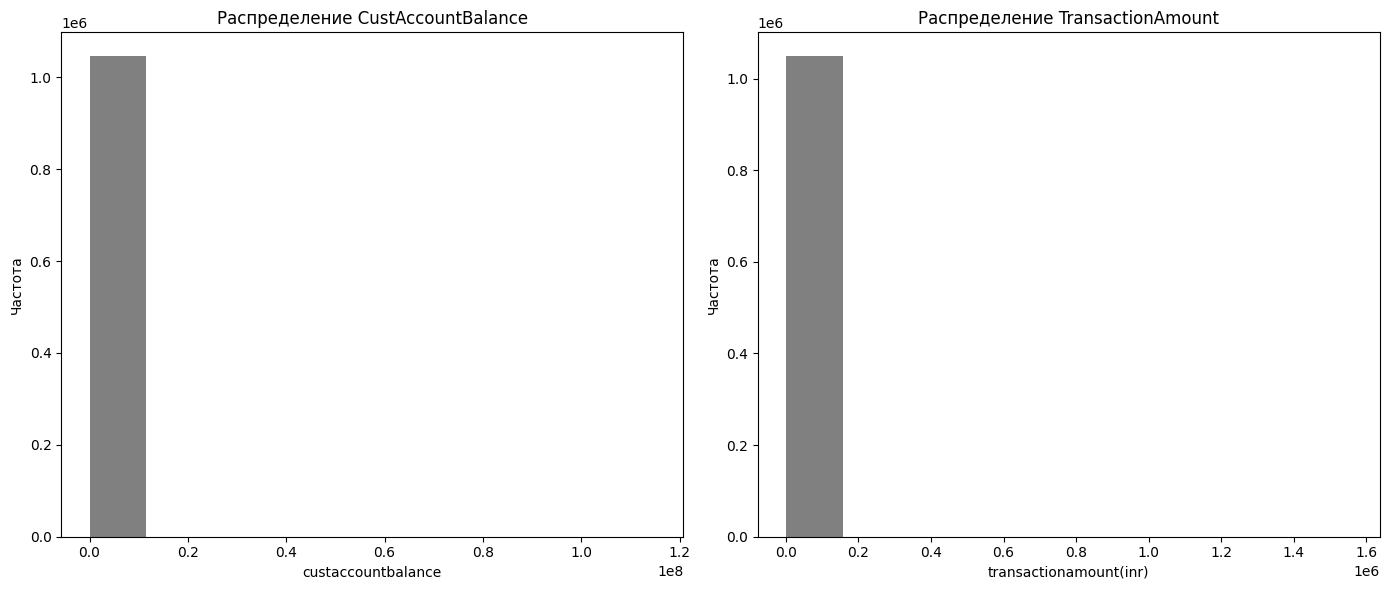 Распределение CustAccountBalance
1e6
1.0
0.8
0.6
0.4
0.2
0.0
Частота
0.0 0.2 0.4 0.6 0.8 1.0 1.2
1e8
custaccountbalance
Распределение TransactionAmount
1e6
1.0
0.8
0.6
0.4
0.2
0.0
Частота
0.0 0.2 0.4 0.6 0.8 1.0 1.2 1.4 1.6
1e6
transactionamount(inr)